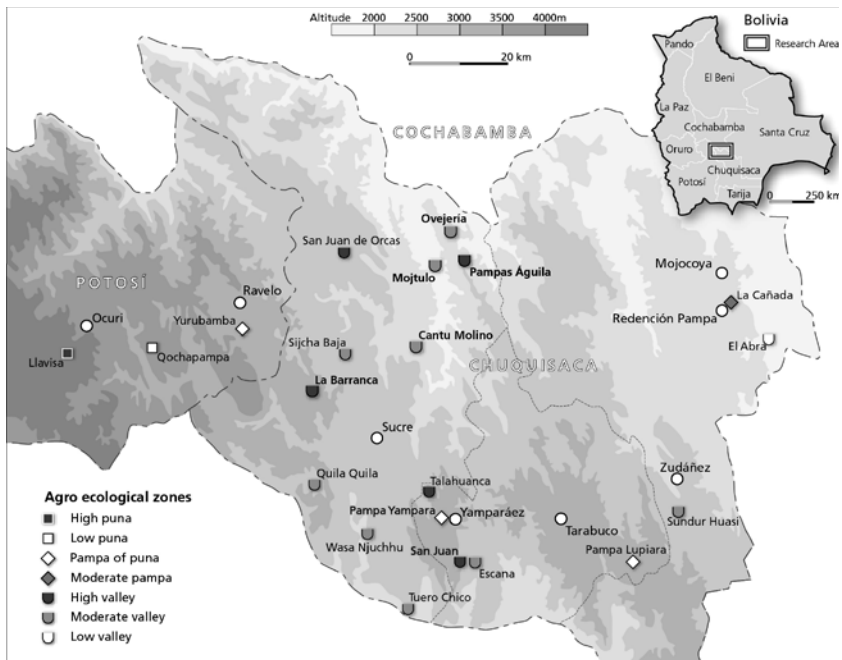 Altitude 2000 2500 3000 3500 4000m
0 20 km
Bolivia
Research Area
Pando
El Beni
La Paz
Cochabamba
Santa Cruz
Oruro
Chuquisaca
Potosí
Tarija
0 250 km
COCHABAMBA
Ovejería
San Juan de Orcas
Mojtulo
Pampas Águila
Mojocoya
POTOSÍ
Ravelo
La Cañada
Ocuri
Yurubamba
Redención Pampa
Llavisa
Qochapampa
Sijcha Baja
Cantu Molino
El Abra
CHUQUISACA
La Barranca
Sucre
Quila Quila
Talahuanca
Zudáñez
Pampa Yampara
Yamparáez
Tarabuco
Sundur Huasi
Wasa Njuchhu
San Juan
Escana
Pampa Lupiara
Tuero Chico
Agro ecological zones
High puna
Low puna
Pampa of puna
Moderate pampa
High valley
Moderate valley
Low valley